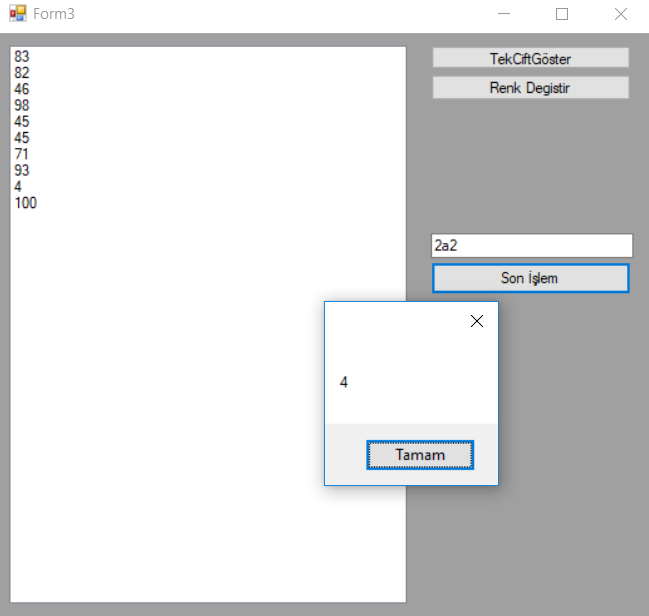 Form3
83
82
46
98
45
45
71
93
4
100
TekCiftGöster
Renk Degistir
2a2
Son İşlem
4
Tamam